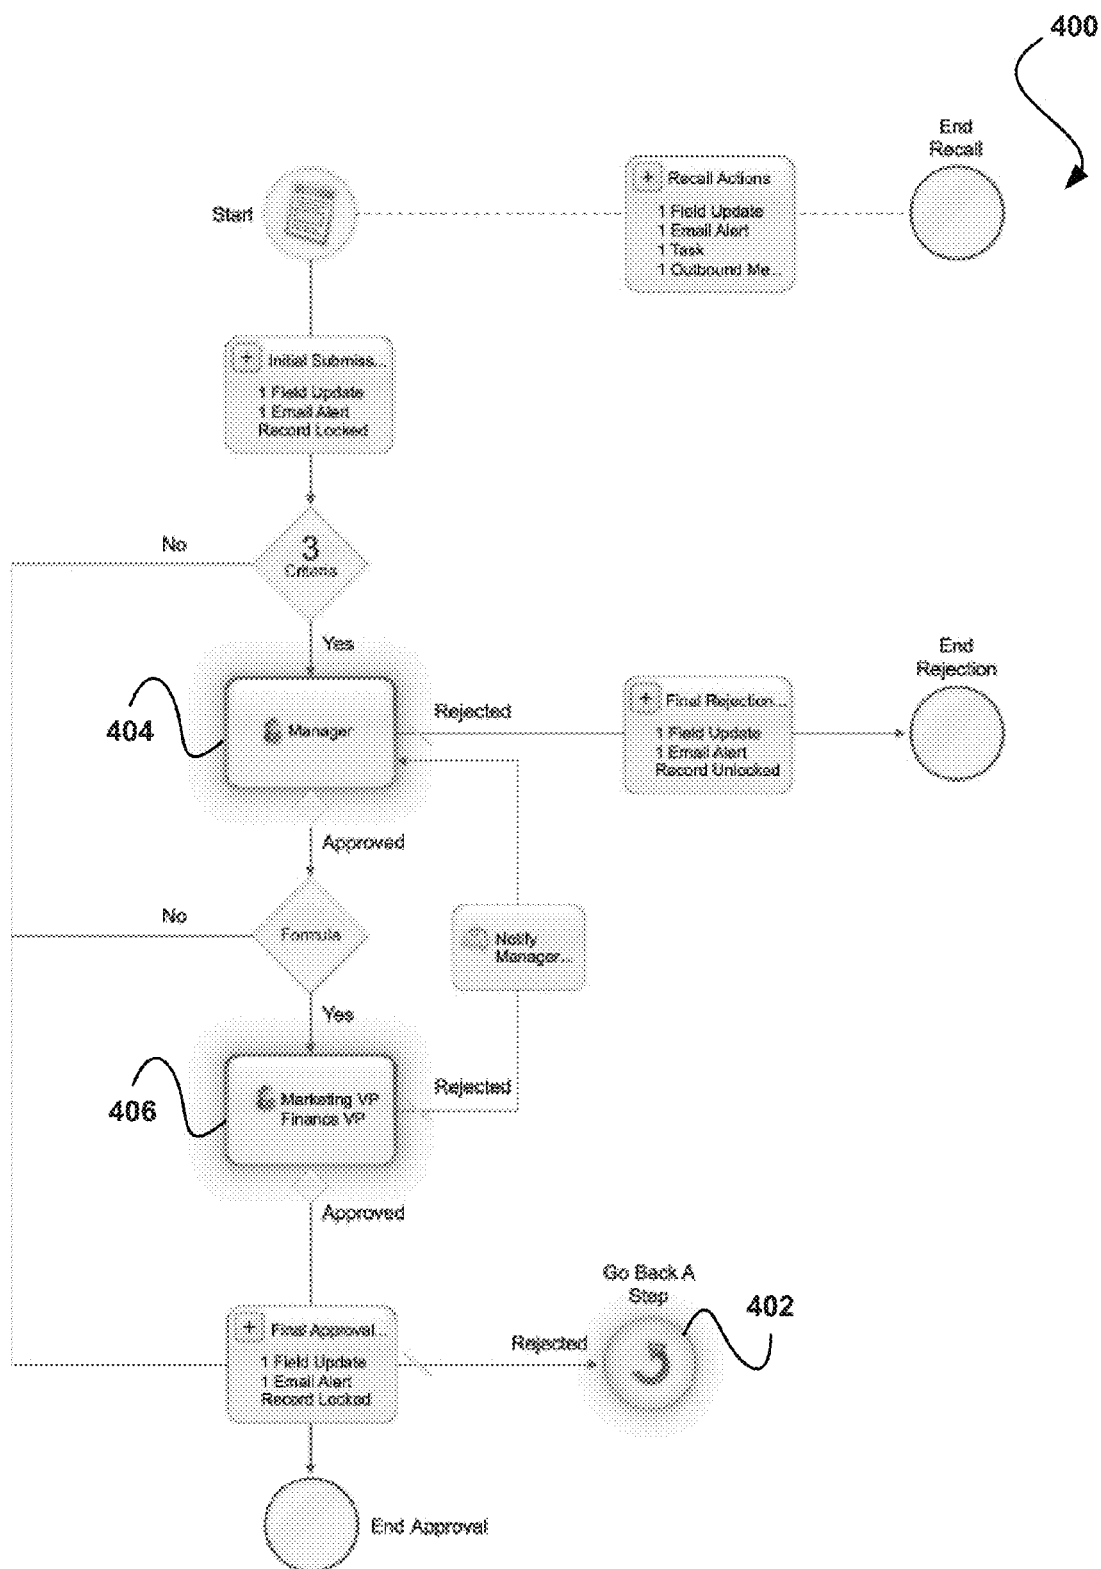 400
End
Recall
Start
+ Recall Actions
1 Field Update
1 Email Alert
1 Task
1 Outbound Me...
+ Initial Submiss...
1 Field Update
1 Email Alert
Record Locked
No
3
Criteria
Yes
End
Rejection
404
Manager
Rejected
+ Final Rejection...
1 Field Update
1 Email Alert
Record Unlocked
Approved
No
Formula
Notify
Manager...
Yes
406
Marketing VP
Finance VP
Rejected
Approved
Go Back A
Step
402
+ Final Approval...
1 Field Update
1 Email Alert
Record Locked
Rejected
End Approval